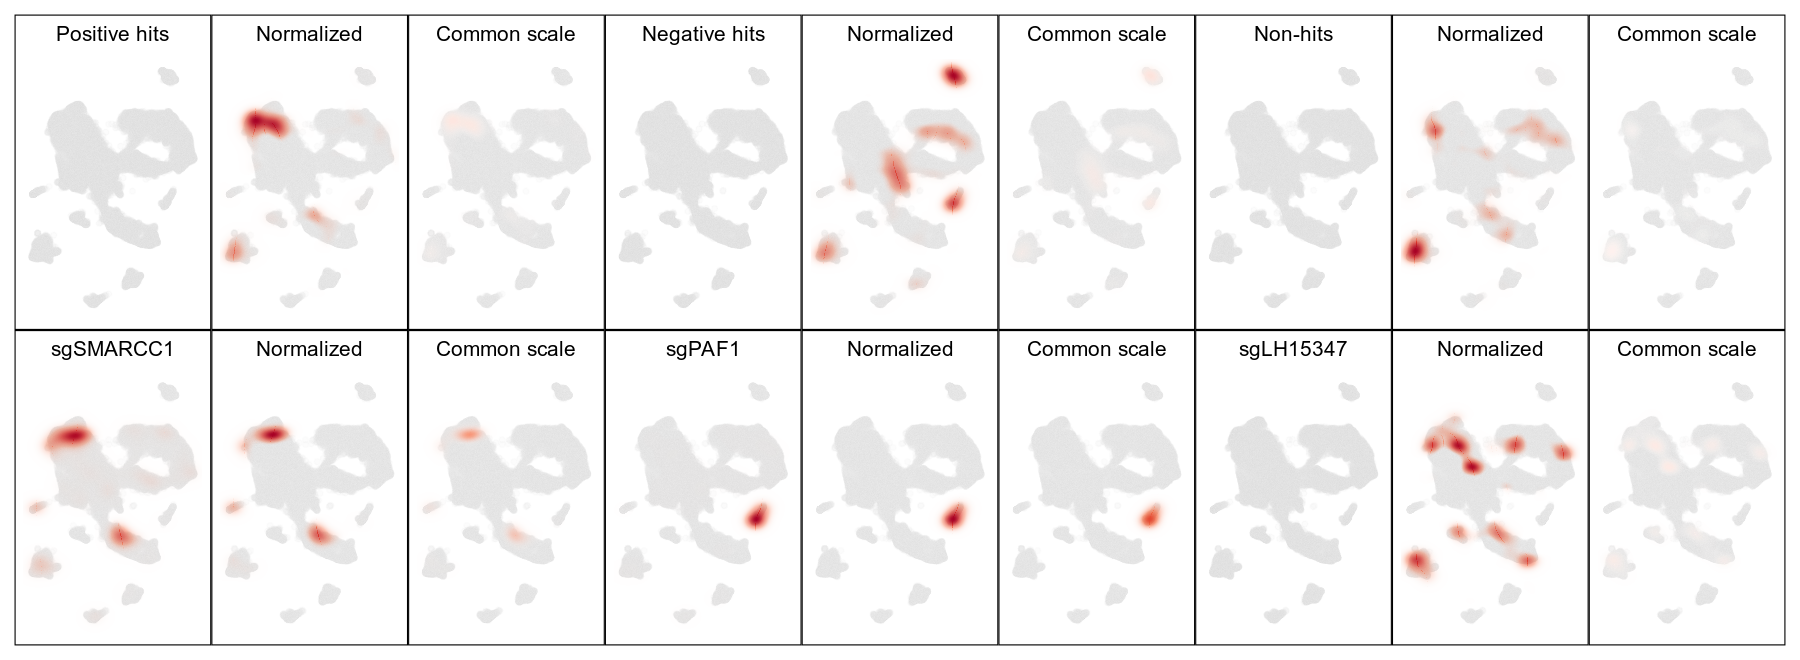 Positive hits Normalized Common scale Negative hits Normalized Common scale Non-hits Normalized Common scale
sgSMARCC1 Normalized Common scale sgPAF1 Normalized Common scale sgLH15347 Normalized Common scale